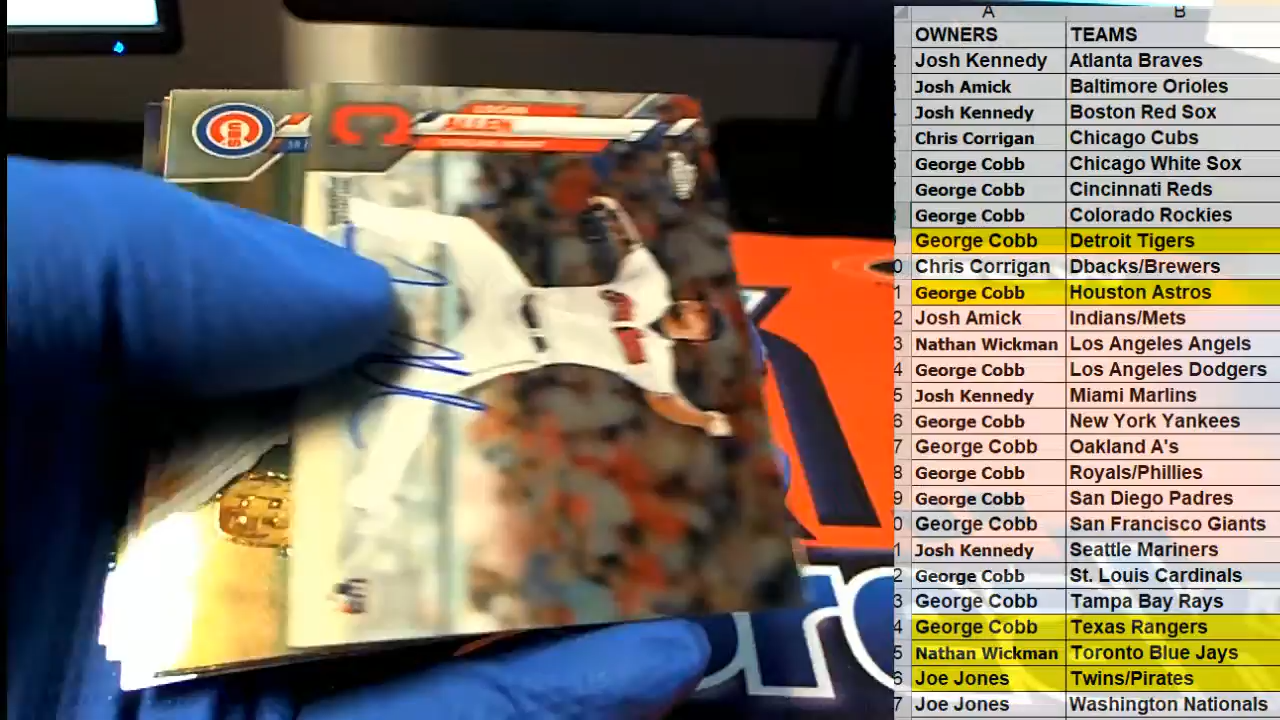 CUBS
C
ALLEN
A B
OWNERS TEAMS
Josh Kennedy Atlanta Braves
Josh Amick Baltimore Orioles
Josh Kennedy Boston Red Sox
Chris Corrigan Chicago Cubs
George Cobb Chicago White Sox
George Cobb Cincinnati Reds
George Cobb Colorado Rockies
George Cobb Detroit Tigers
Chris Corrigan Dbacks/Brewers
George Cobb Houston Astros
Josh Amick Indians/Mets
Nathan Wickman Los Angeles Angels
George Cobb Los Angeles Dodgers
Josh Kennedy Miami Marlins
George Cobb New York Yankees
George Cobb Oakland A's
George Cobb Royals/Phillies
George Cobb San Diego Padres
George Cobb San Francisco Giants
Josh Kennedy Seattle Mariners
George Cobb St. Louis Cardinals
George Cobb Tampa Bay Rays
George Cobb Texas Rangers
Nathan Wickman Toronto Blue Jays
Joe Jones Twins/Pirates
Joe Jones Washington Nationals